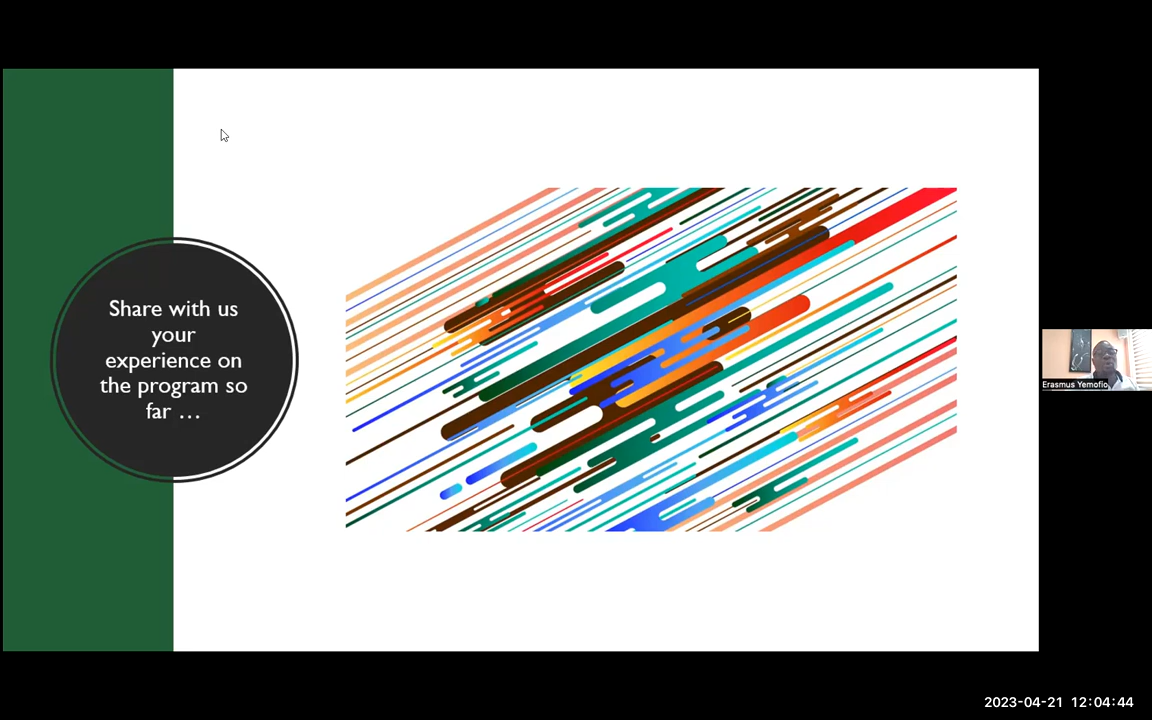 Share with us
your
experience on
the program so
far …
Erasmus Yemofio
2023-04-21 12:04:44